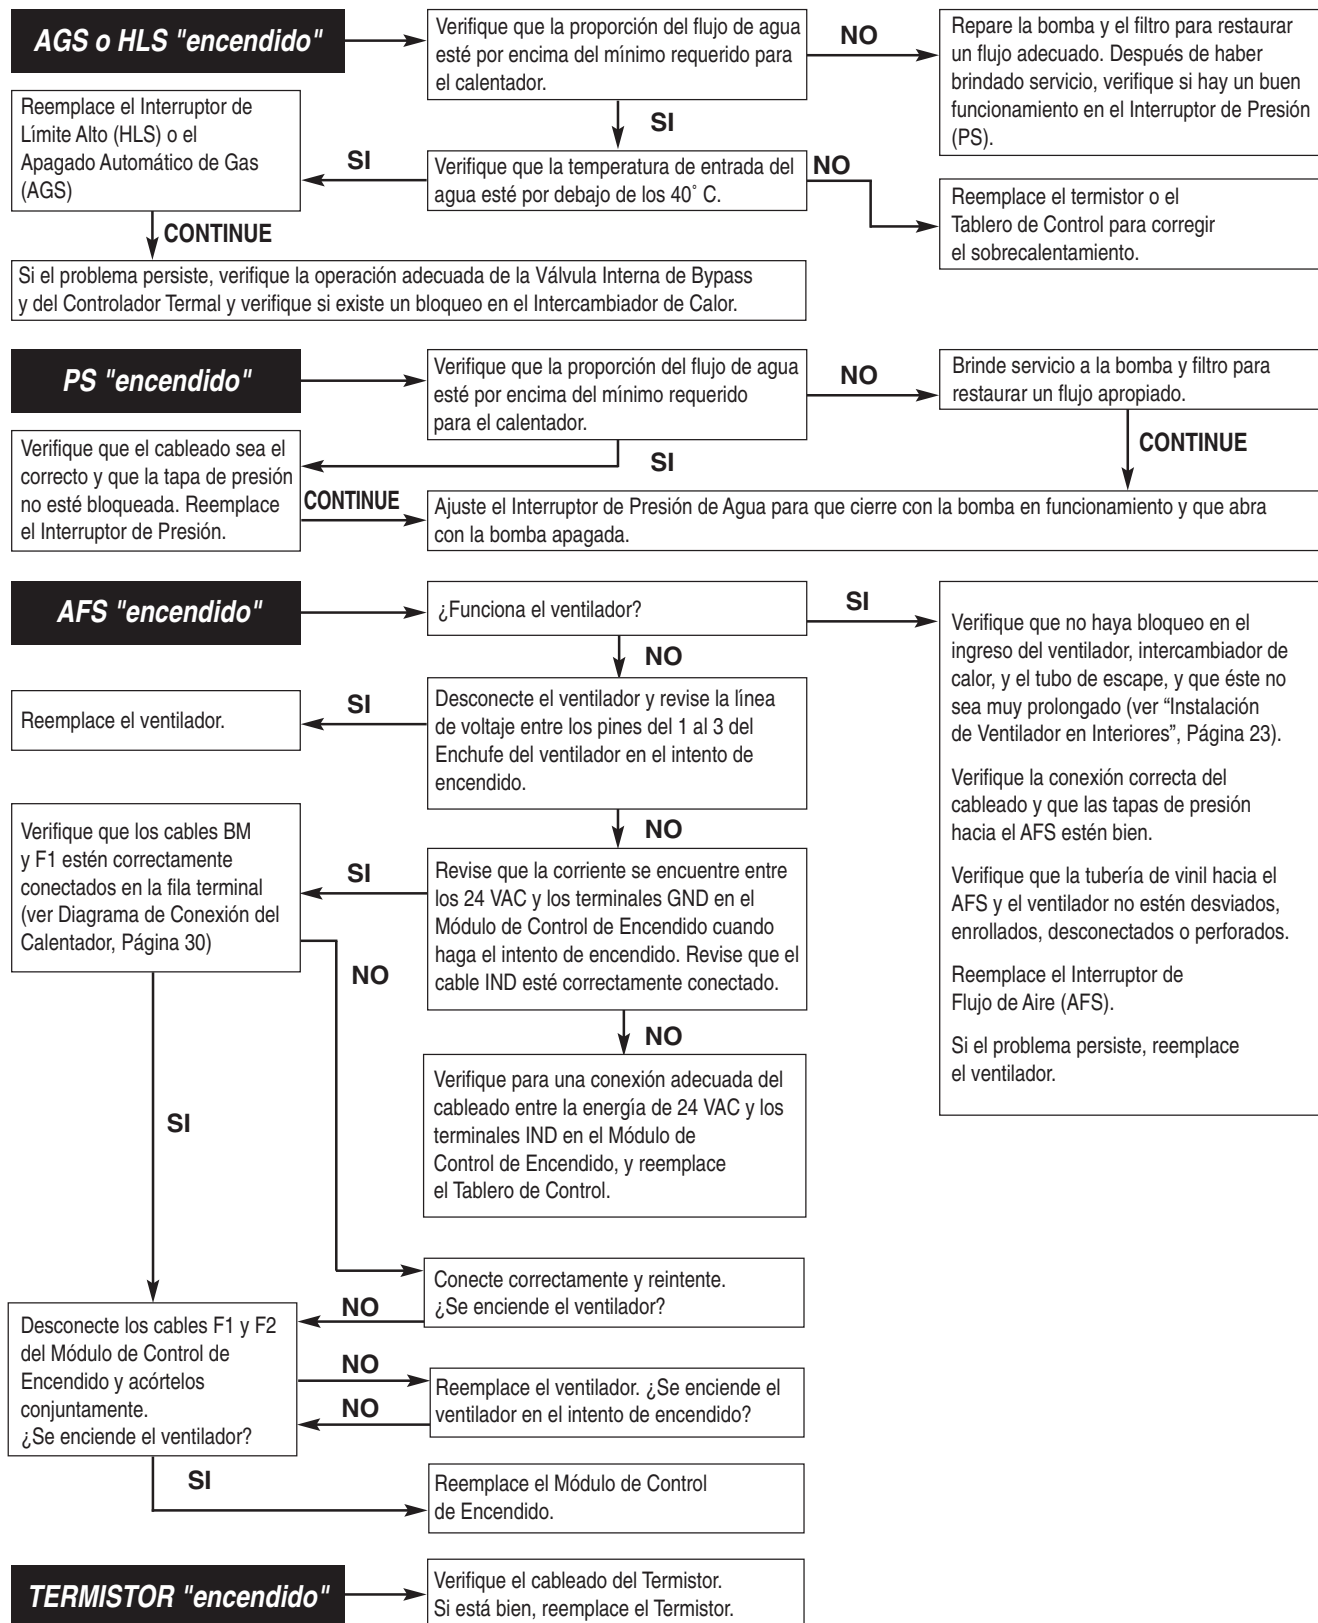 AGS o HLS "encendido"
Verifique que la proporción del flujo de agua
esté por encima del mínimo requerido para
el calentador.
NO
Repare la bomba y el filtro para restaurar
un flujo adecuado. Después de haber
brindado servicio, verifique si hay un buen
funcionamiento en el Interruptor de Presión
(PS).
SI
Reemplace el Interruptor de
Límite Alto (HLS) o el
Apagado Automático de Gas
(AGS)
SI
Verifique que la temperatura de entrada del
agua esté por debajo de los 40˚ C.
NO
Reemplace el termistor o el
Tablero de Control para corregir
el sobrecalentamiento.
CONTINUE
Si el problema persiste, verifique la operación adecuada de la Válvula Interna de Bypass
y del Controlador Termal y verifique si existe un bloqueo en el Intercambiador de Calor.
PS "encendido"
Verifique que la proporción del flujo de agua
esté por encima del mínimo requerido
para el calentador.
NO
Brinde servicio a la bomba y filtro para
restaurar un flujo apropiado.
SI
CONTINUE
Verifique que el cableado sea el
correcto y que la tapa de presión
no esté bloqueada. Reemplace
el Interruptor de Presión.
CONTINUE
Ajuste el Interruptor de Presión de Agua para que cierre con la bomba en funcionamiento y que abra
con la bomba apagada.
AFS "encendido"
¿Funciona el ventilador?
SI
Verifique que no haya bloqueo en el
ingreso del ventilador, intercambiador de
calor, y el tubo de escape, y que éste no
sea muy prolongado (ver “Instalación
de Ventilador en Interiores”, Página 23).
Verifique la conexión correcta del
cableado y que las tapas de presión
hacia el AFS estén bien.
Verifique que la tubería de vinil hacia el
AFS y el ventilador no estén desviados,
enrollados, desconectados o perforados.
Reemplace el Interruptor de
Flujo de Aire (AFS).
Si el problema persiste, reemplace
el ventilador.
NO
Reemplace el ventilador.
SI
Desconecte el ventilador y revise la línea
de voltaje entre los pines del 1 al 3 del
Enchufe del ventilador en el intento de
encendido.
NO
Verifique que los cables BM
y F1 estén correctamente
conectados en la fila terminal
(ver Diagrama de Conexión del
Calentador, Página 30)
SI
Revise que la corriente se encuentre entre
los 24 VAC y los terminales GND en el
Módulo de Control de Encendido cuando
haga el intento de encendido. Revise que el
cable IND esté correctamente conectado.
NO
NO
Verifique para una conexión adecuada del
cableado entre la energía de 24 VAC y los
terminales IND en el Módulo de
Control de Encendido, y reemplace
el Tablero de Control.
SI
Conecte correctamente y reintente.
¿Se enciende el ventilador?
NO
Desconecte los cables F1 y F2
del Módulo de Control de
Encendido y acórtelos
conjuntamente.
¿Se enciende el ventilador?
NO
Reemplace el ventilador. ¿Se enciende el
ventilador en el intento de encendido?
NO
SI
Reemplace el Módulo de Control
de Encendido.
TERMISTOR "encendido"
Verifique el cableado del Termistor.
Si está bien, reemplace el Termistor.